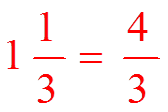 1 1/3 = 4/3